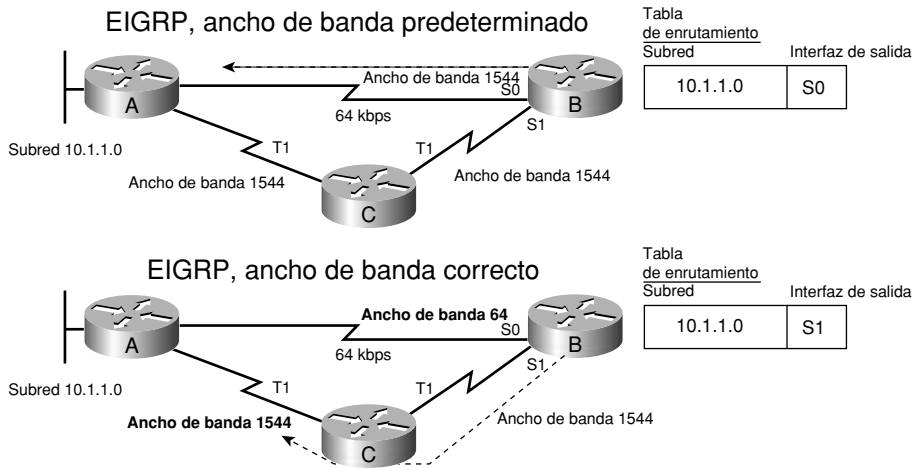 EIGRP, ancho de banda predeterminado
Tabla
de enrutamiento
Subred Interfaz de salida
10.1.1.0 S0
Ancho de banda 1544
S0
A
B
64 kbps
S1
Subred 10.1.1.0
T1
T1
Ancho de banda 1544
Ancho de banda 1544
C
EIGRP, ancho de banda correcto
Tabla
de enrutamiento
Subred Interfaz de salida
10.1.1.0 S1
Ancho de banda 64
S0
A
B
64 kbps
S1
Subred 10.1.1.0
T1
T1
Ancho de banda 1544
Ancho de banda 1544
C